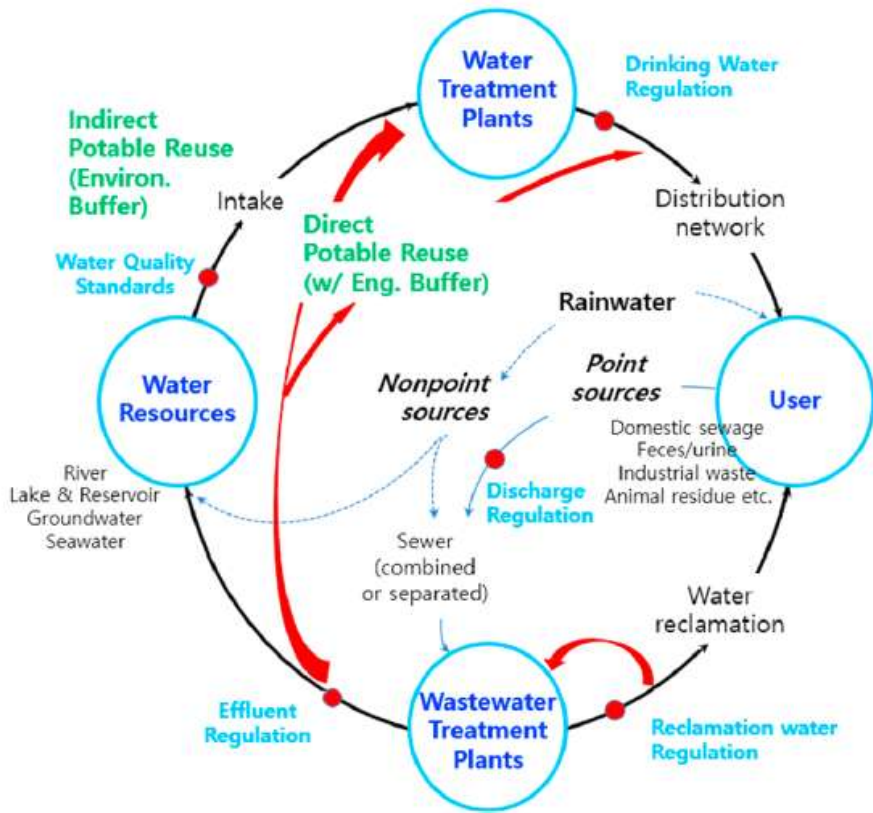 Water
Treatment
Plants
Drinking Water
Regulation
Indirect
Potable Reuse
(Environ.
Buffer)
Intake
Distribution
network
Direct
Potable Reuse
(w/ Eng. Buffer)
Water Quality
Standards
Rainwater
Water
Resources
Nonpoint
sources
Point
sources
User
Domestic sewage
Feces/urine
Industrial waste
Animal residue etc.
River
Lake & Reservoir
Groundwater
Seawater
Discharge
Regulation
Sewer
(combined
or separated)
Water
reclamation
Effluent
Regulation
Wastewater
Treatment
Plants
Reclamation water
Regulation